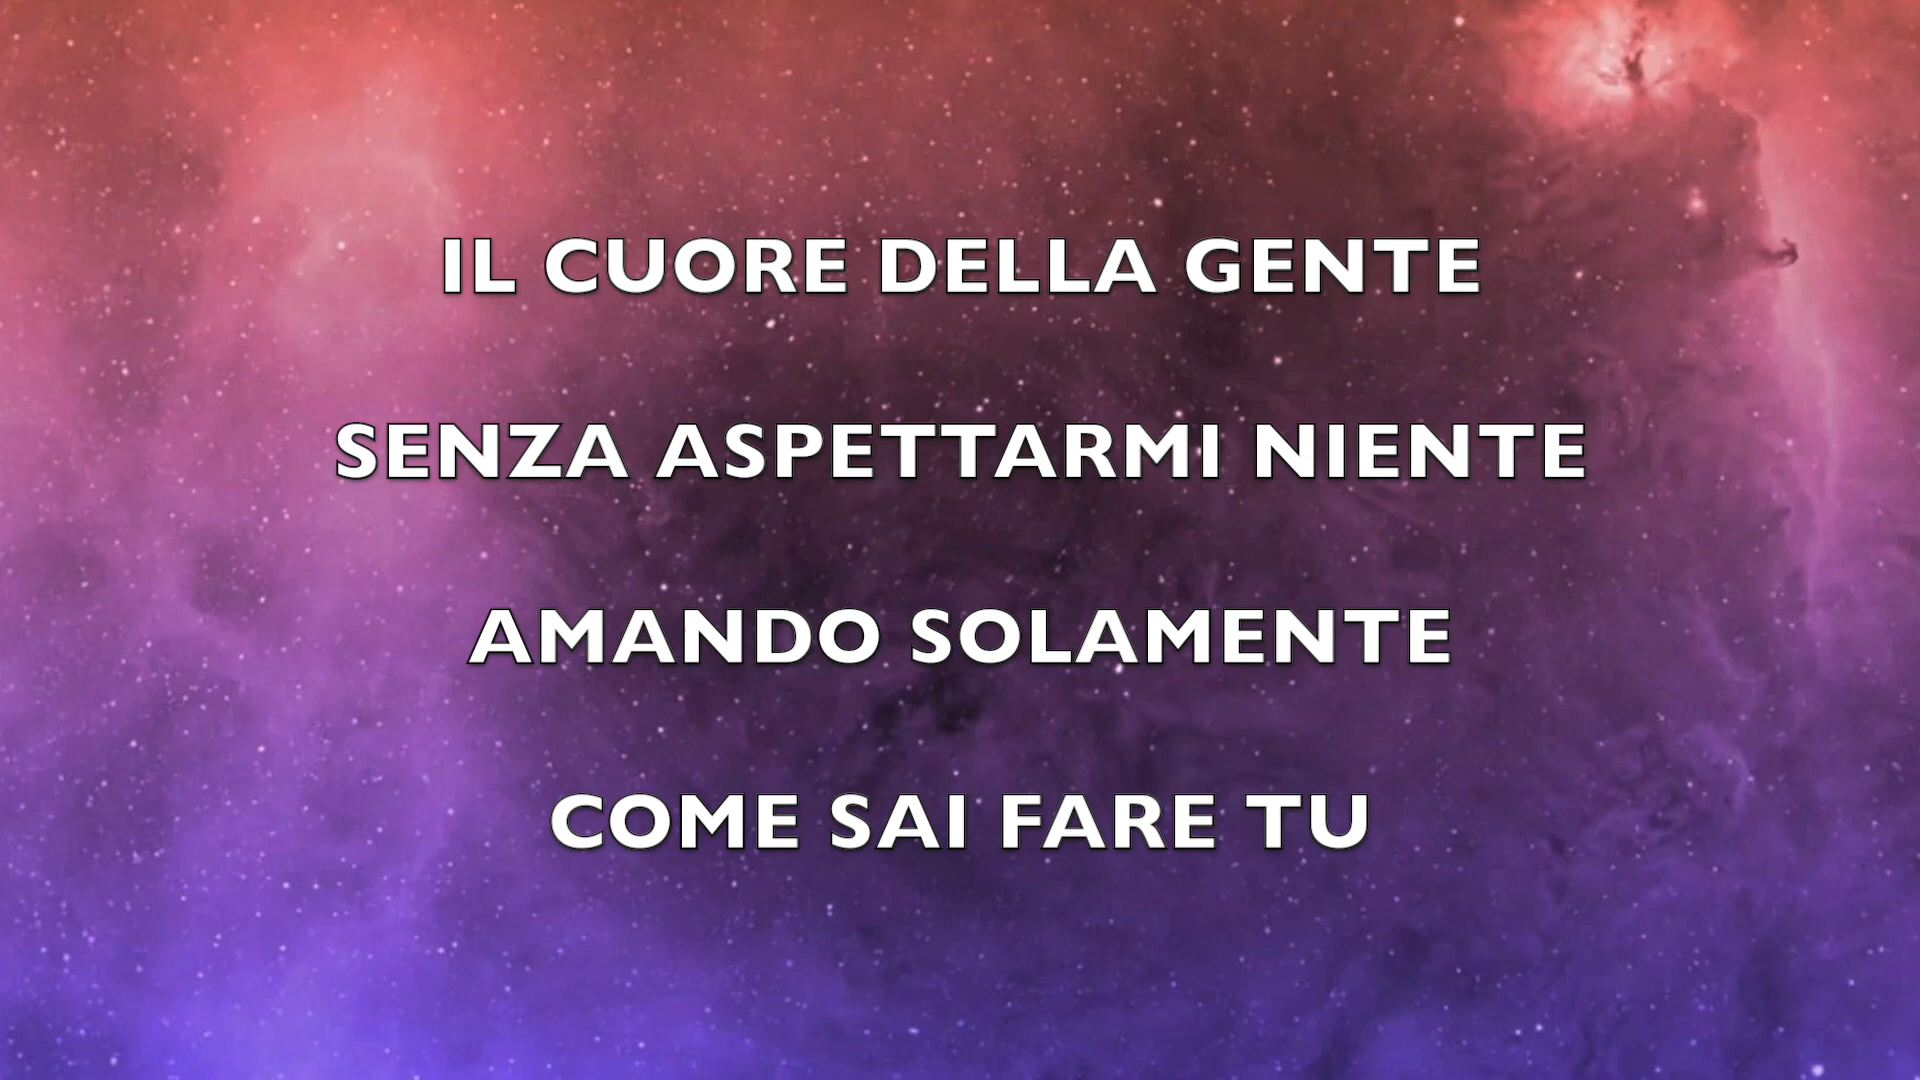 IL CUORE DELLA GENTE
SENZA ASPETTARMI NIENTE
AMANDO SOLAMENTE
COME SAI FARE TU